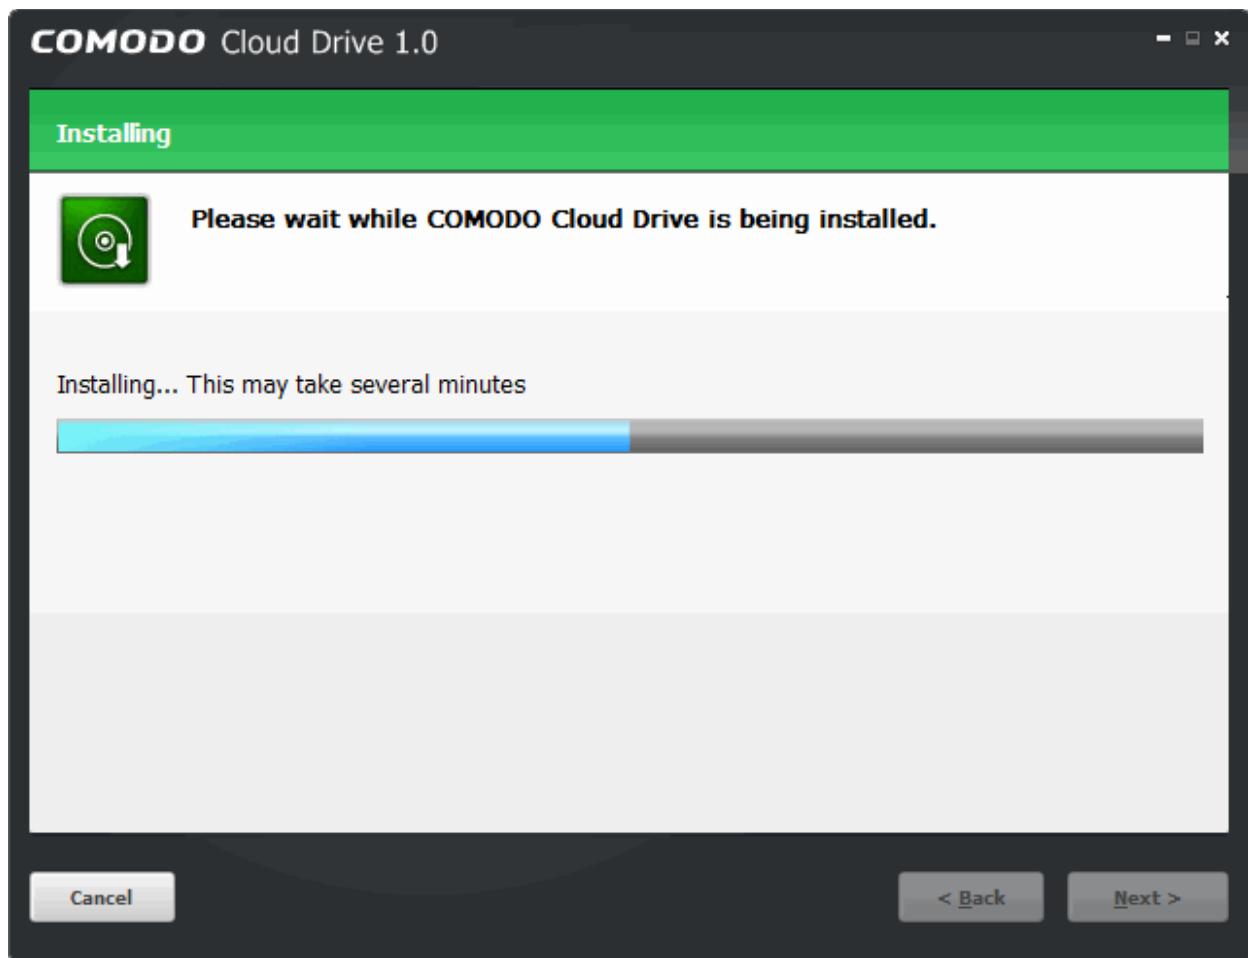 COMODO Cloud Drive 1.0
Installing
Please wait while COMODO Cloud Drive is being installed.
Installing... This may take several minutes
Cancel
< Back
Next >